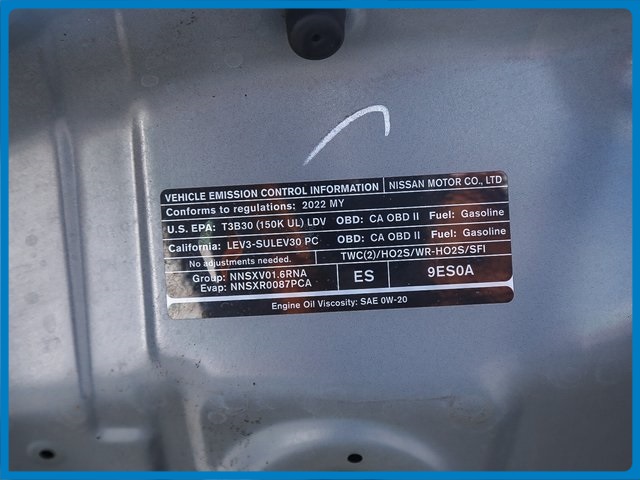 VEHICLE EMISSION CONTROL INFORMATION NISSAN MOTOR CO., LTD
Conforms to regulations: 2022 MY
U.S. EPA: T3B30 (150K UL) LDV OBD: CA OBD II Fuel: Gasoline
California: LEV3-SULEV30 PC OBD: CA OBD II Fuel: Gasoline
No adjustments needed. TWC(2)/HO2S/WR-HO2S/SFI
Group: NNSXV01.6RNA
Evap: NNSXR0087PCA
ES 9ES0A
Engine Oil Viscosity: SAE 0W-20